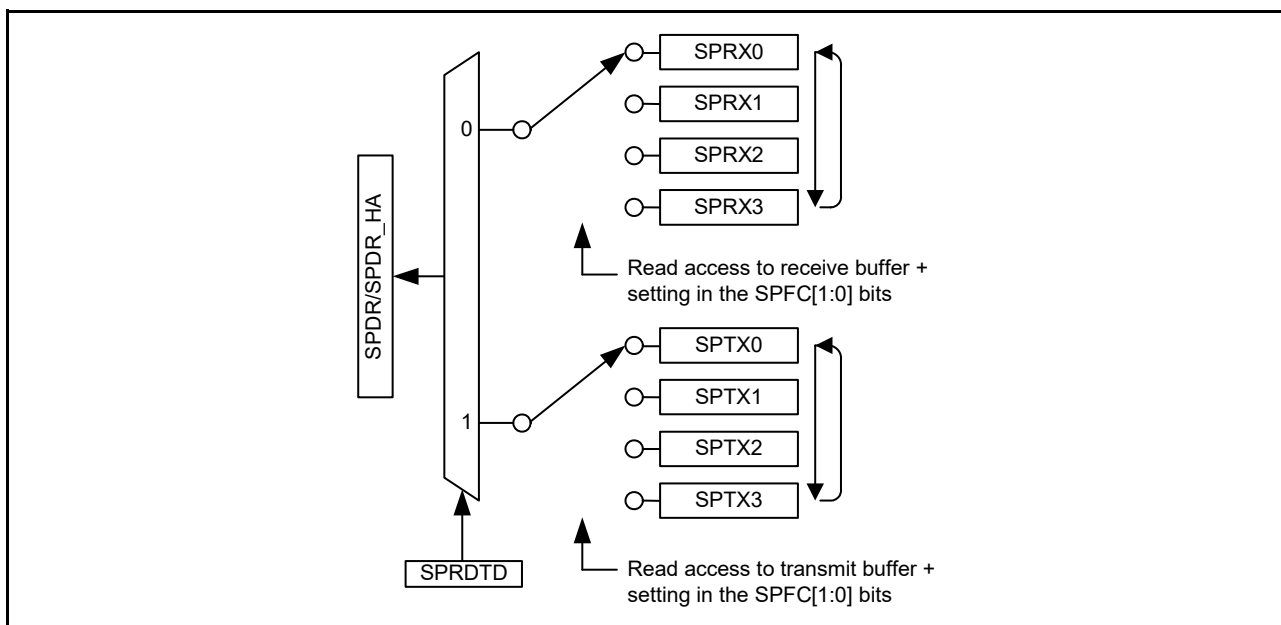 SPRX0
SPRX1
SPRX2
SPRX3
0
SPDR/SPDR_HA
Read access to receive buffer +
setting in the SPFC[1:0] bits
SPTX0
SPTX1
SPTX2
SPTX3
1
SPRDTD
Read access to transmit buffer +
setting in the SPFC[1:0] bits